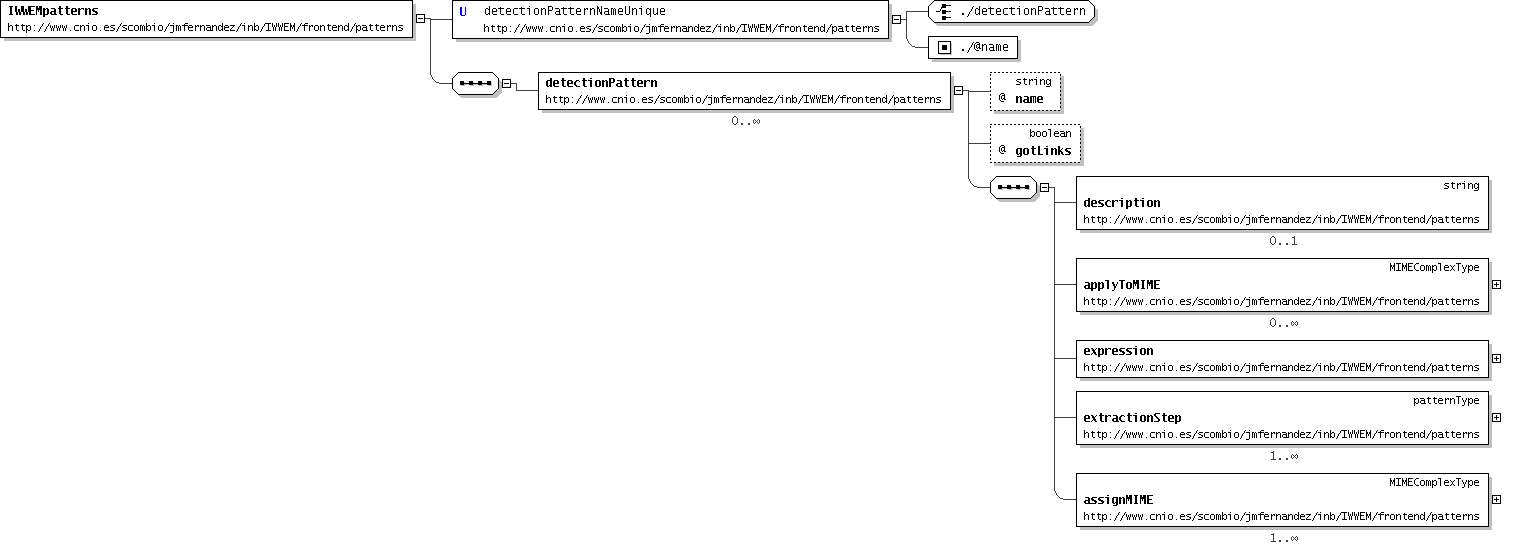 IWWEMpatterns
http://www.cnio.es/scombio/jmfernandez/inb/IWWEM/frontend/patterns
U detectionPatternNameUnique
http://www.cnio.es/scombio/jmfernandez/inb/IWWEM/frontend/patterns
./detectionPattern
./@name
detectionPattern
http://www.cnio.es/scombio/jmfernandez/inb/IWWEM/frontend/patterns
0..∞
string
@ name
boolean
@ gotLinks
string
description
http://www.cnio.es/scombio/jmfernandez/inb/IWWEM/frontend/patterns
0..1
MIMEComplexType
applyToMIME
http://www.cnio.es/scombio/jmfernandez/inb/IWWEM/frontend/patterns
0..∞
expression
http://www.cnio.es/scombio/jmfernandez/inb/IWWEM/frontend/patterns
patternType
extractionStep
http://www.cnio.es/scombio/jmfernandez/inb/IWWEM/frontend/patterns
1..∞
MIMEComplexType
assignMIME
http://www.cnio.es/scombio/jmfernandez/inb/IWWEM/frontend/patterns
1..∞